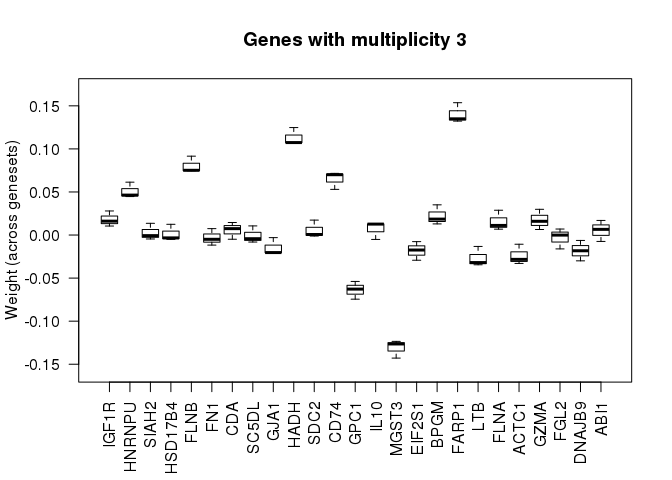 Genes with multiplicity 3
Weight (across genesets)
0.15
0.10
0.05
0.00
-0.05
-0.10
-0.15
IGF1R
HNRNPU
SIAH2
HSD17B4
FLNB
FN1
CDA
SC5DL
GJA1
HADH
SDC2
CD74
GPC1
IL10
MGST3
EIF2S1
BPGM
FARP1
LTB
FLNA
ACTC1
GZMA
FGL2
DNAJB9
ABI1